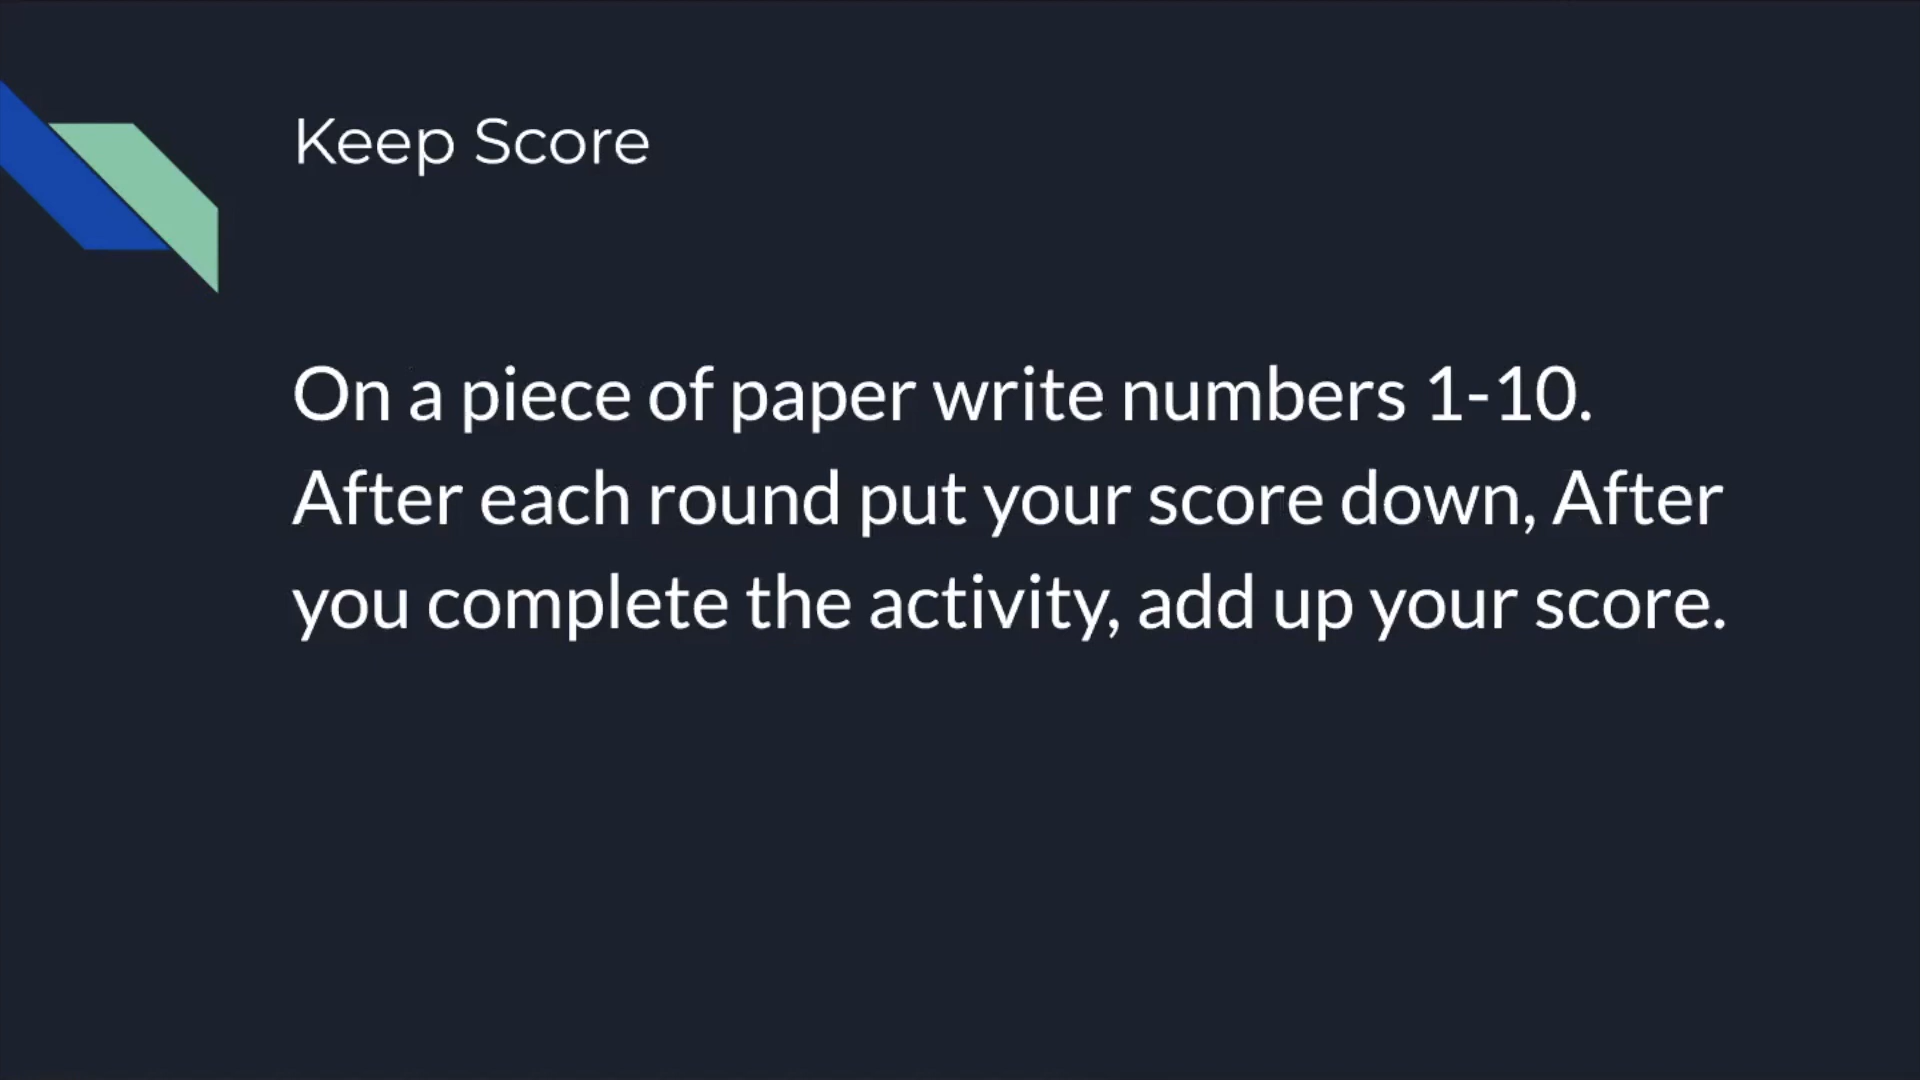 Keep Score
On a piece of paper write numbers 1-10.
After each round put your score down, After
you complete the activity, add up your score.